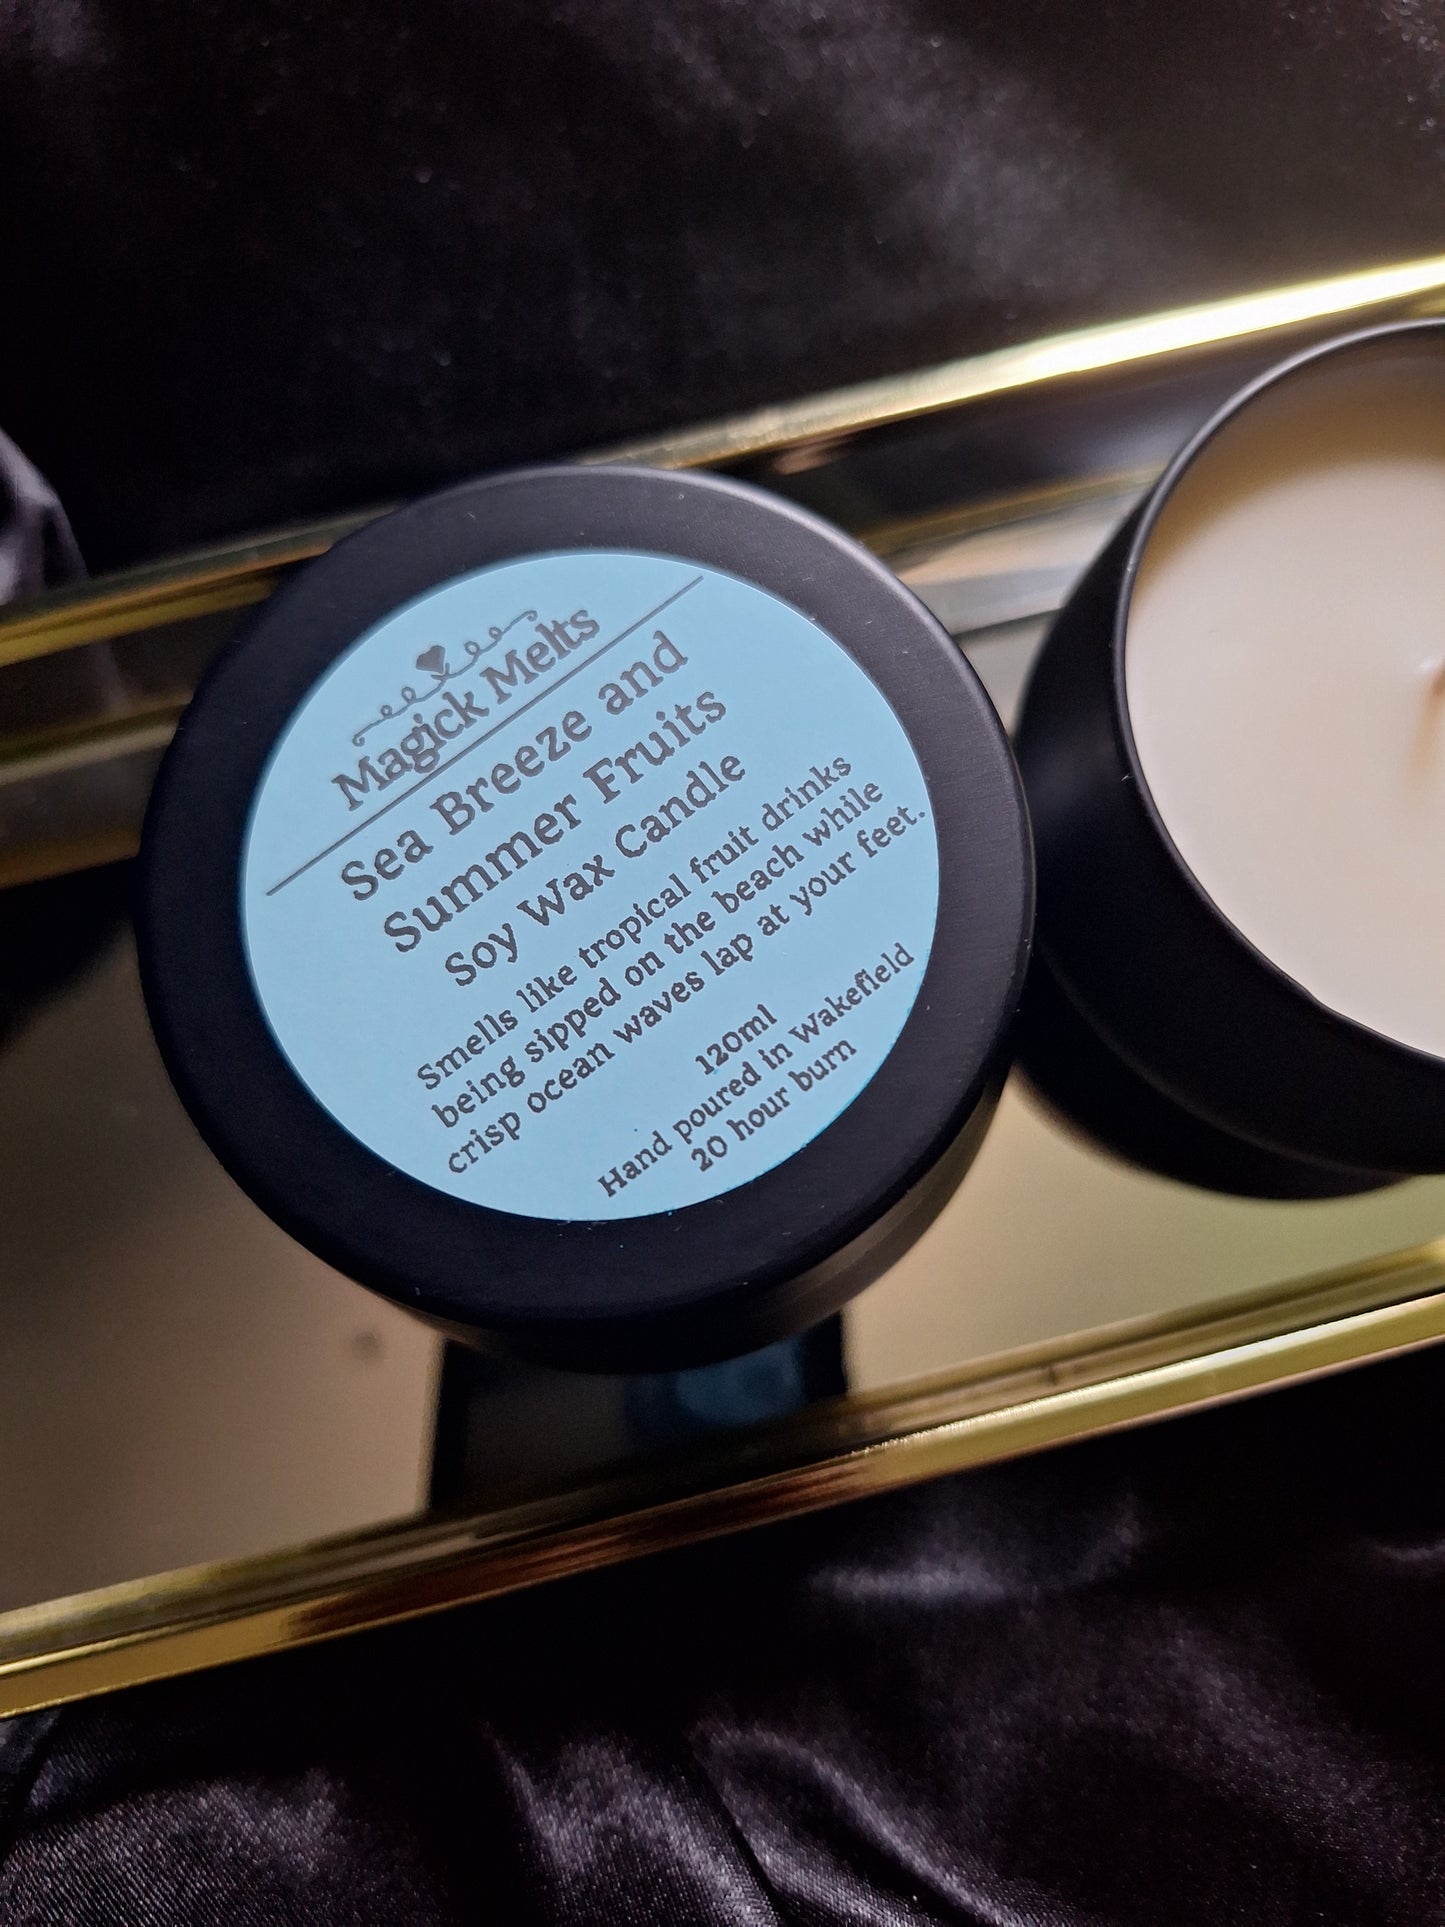 Magick Melts
Sea Breeze and
Summer Fruits
Soy Wax Candle
Smells like tropical fruit drinks
being sipped on the beach while
crisp ocean waves lap at your feet.
120ml
Hand poured in Wakefield
20 hour burn